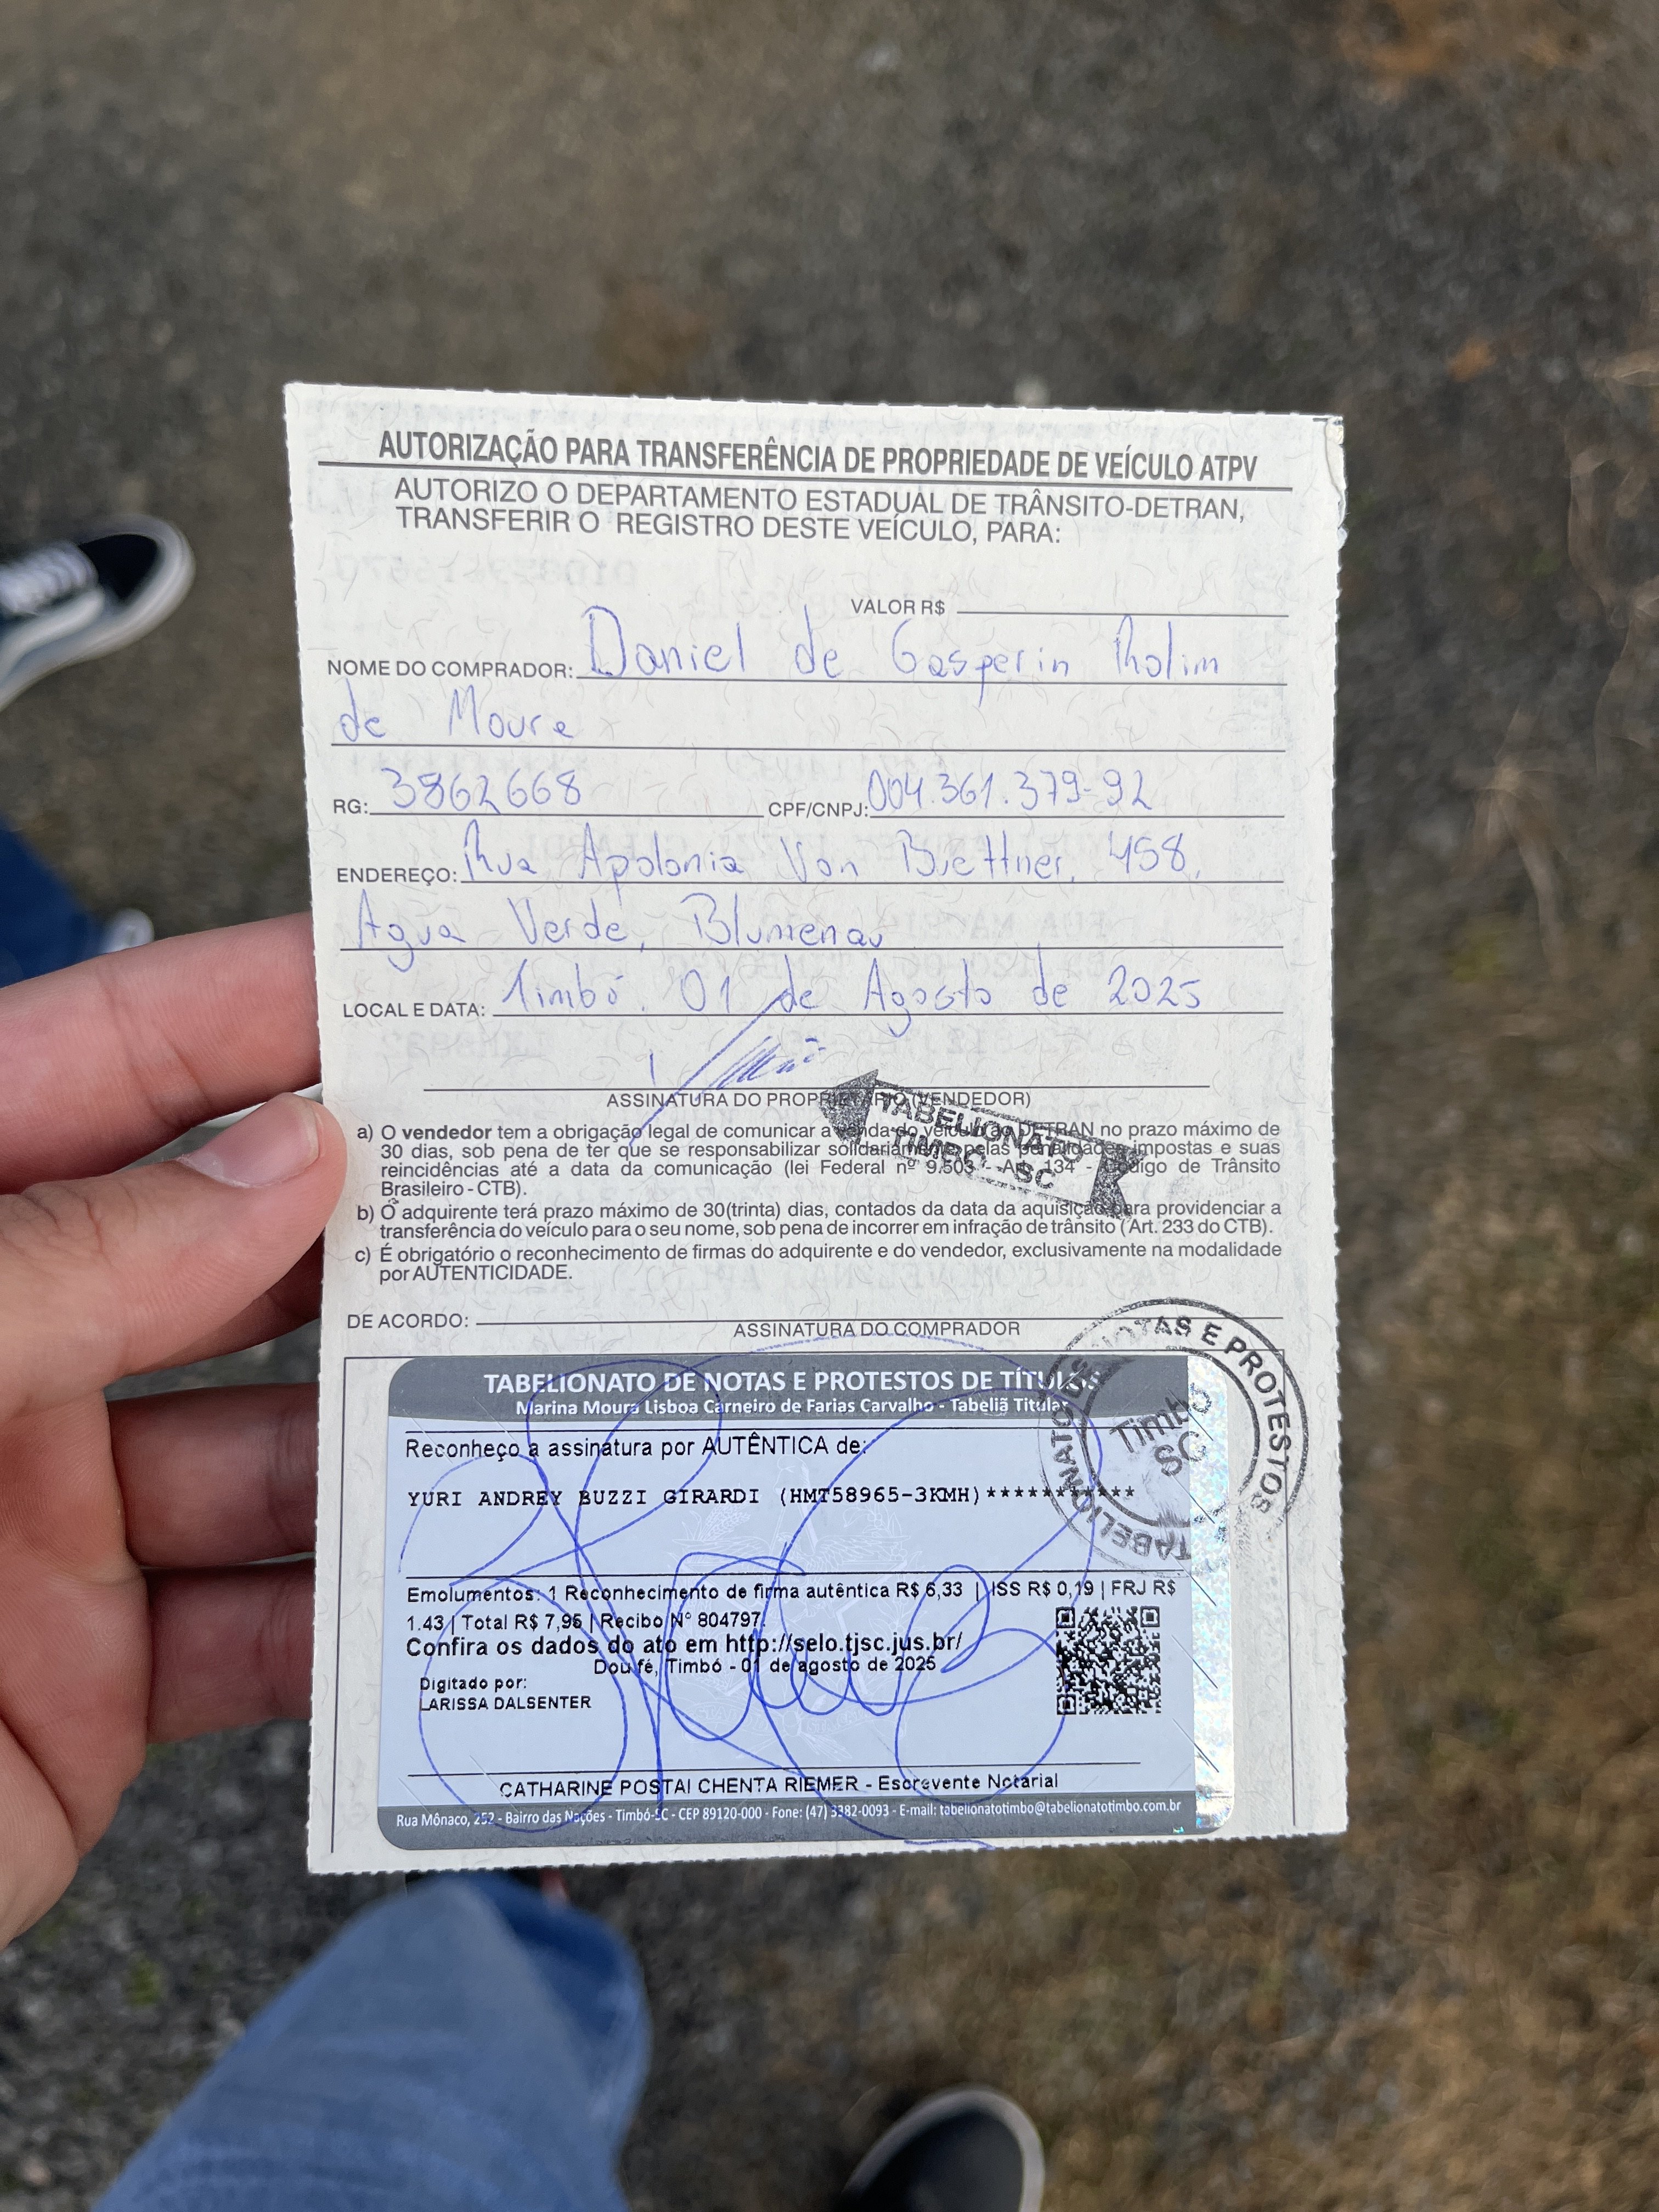 AUTORIZAÇÃO PARA TRANSFERÊNCIA DE PROPRIEDADE DE VEÍCULO ATPV
AUTORIZO O DEPARTAMENTO ESTADUAL DE TRÂNSITO-DETRAN,
TRANSFERIR O REGISTRO DESTE VEÍCULO, PARA:
VALOR R$
NOME DO COMPRADOR: Daniel de Gasperin Rolim
de Moura
RG: 3862668 CPF/CNPJ: 004.361.379-92
ENDEREÇO: Rua Apolonia Von Buettner, 458,
Agua Verde, Blumenau
LOCAL E DATA: Timbó, 01 de Agosto de 2025
ASSINATURA DO PROPRIETÁRIO (VENDEDOR)
TABELIONATO
TIMBÓ - SC
a) O vendedor tem a obrigação legal de comunicar a venda do veículo ao DETRAN no prazo máximo de
30 dias, sob pena de ter que se responsabilizar solidariamente pelas penalidades impostas e suas
reincidências até a data da comunicação (lei Federal nº 9.503 - Art. 134 - Código de Trânsito
Brasileiro - CTB).
b) O adquirente terá prazo máximo de 30(trinta) dias, contados da data da aquisição para providenciar a
transferência do veículo para o seu nome, sob pena de incorrer em infração de trânsito (Art. 233 do CTB).
c) É obrigatório o reconhecimento de firmas do adquirente e do vendedor, exclusivamente na modalidade
por AUTENTICIDADE.
DE ACORDO:
ASSINATURA DO COMPRADOR
TABELIONATO DE NOTAS E PROTESTOS
Timbó
SC
TABELIONATO DE NOTAS E PROTESTOS DE TÍTULOS
Marina Moura Lisboa Carneiro de Farias Carvalho - Tabeliã Titular
Reconheço a assinatura por AUTÊNTICA de:
YURI ANDREY BUZZI GIRARDI (HMT58965-3KMH)***********
Emolumentos: 1 Reconhecimento de firma autêntica R$ 6,33 | ISS R$ 0,19 | FRJ R$
1.43 | Total R$ 7,95 | Recibo Nº 804797.
Confira os dados do ato em http://selo.tjsc.jus.br/
Dou fé, Timbó - 01 de agosto de 2025
Digitado por:
LARISSA DALSENTER
CATHARINE POSTAI CHENTA RIEMER - Escrevente Notarial
Rua Mônaco, 252 - Bairro das Nações - Timbó-SC - CEP 89120-000 - Fone: (47) 3382-0093 - E-mail: tabelionatotimbo@tabelionatotimbo.com.br